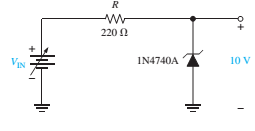 R
220 Ω
+
+
V_IN
1N4740A
10 V
−
−